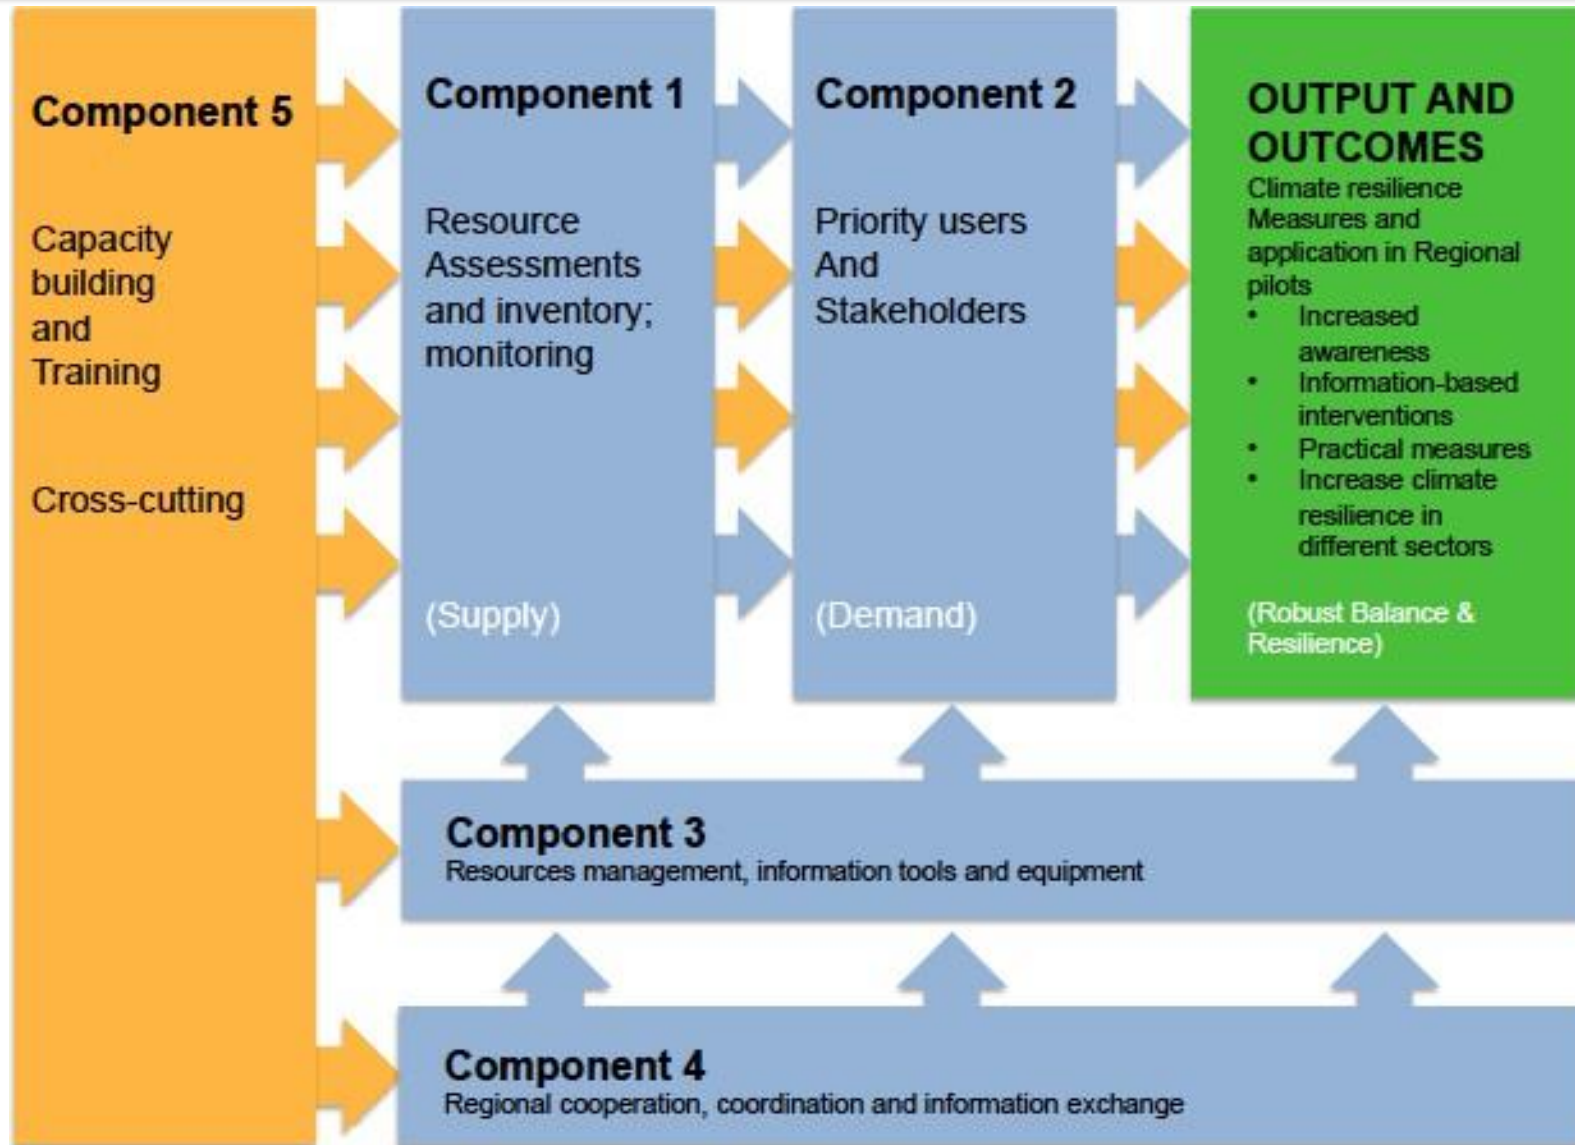 Component 5
Capacity
building
and
Training
Cross-cutting
Component 1
Resource
Assessments
and inventory;
monitoring
(Supply)
Component 2
Priority users
And
Stakeholders
(Demand)
OUTPUT AND
OUTCOMES
Climate resilience
Measures and
application in Regional
pilots
• Increased
awareness
• Information-based
interventions
• Practical measures
• Increase climate
resilience in
different sectors
(Robust Balance &
Resilience)
Component 3
Resources management, information tools and equipment
Component 4
Regional cooperation, coordination and information exchange